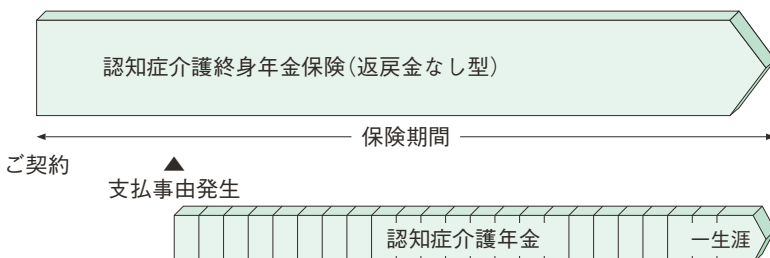 認知症介護終身年金保険(返戻金なし型)
保険期間
ご契約
支払事由発生
認知症介護年金 一生涯